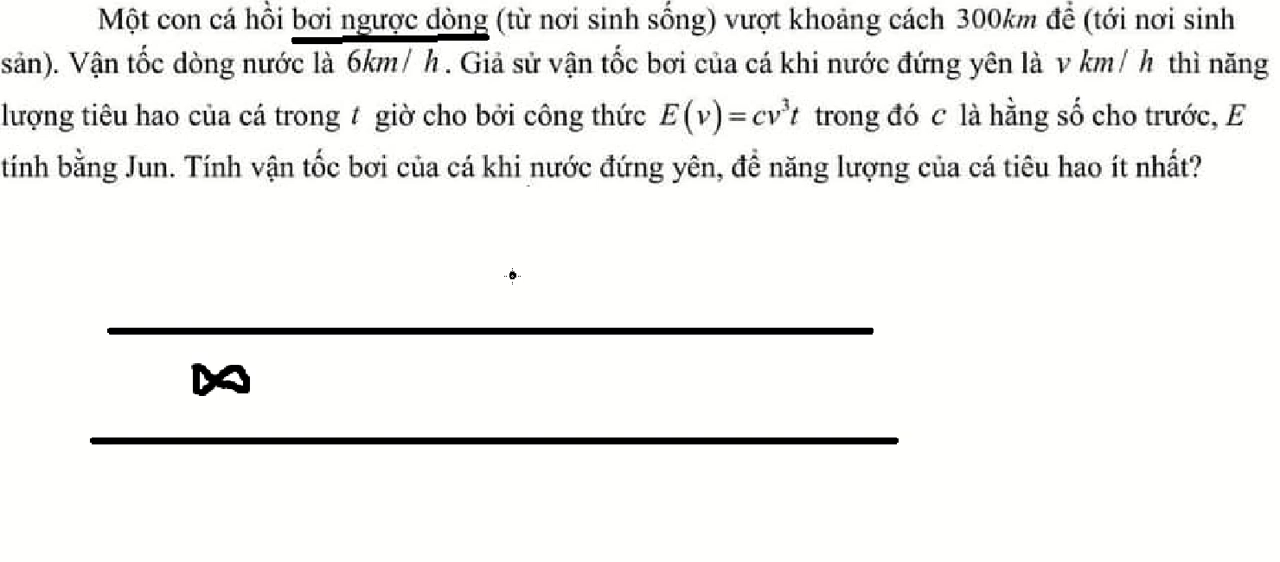 Một con cá hồi bơi ngược dòng (từ nơi sinh sống) vượt khoảng cách 300km để (tới nơi sinh
sản). Vận tốc dòng nước là 6km/ h. Giả sử vận tốc bơi của cá khi nước đứng yên là v km/ h thì năng
lượng tiêu hao của cá trong t giờ cho bởi công thức E(v)=cv³t trong đó c là hằng số cho trước, E
tính bằng Jun. Tính vận tốc bơi của cá khi nước đứng yên, để năng lượng của cá tiêu hao ít nhất?